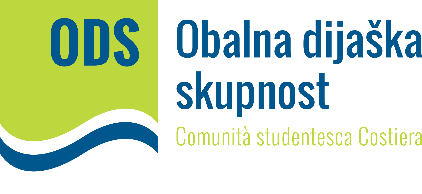 ODS
Obalna dijaška
skupnost
Comunità studentesca Costiera